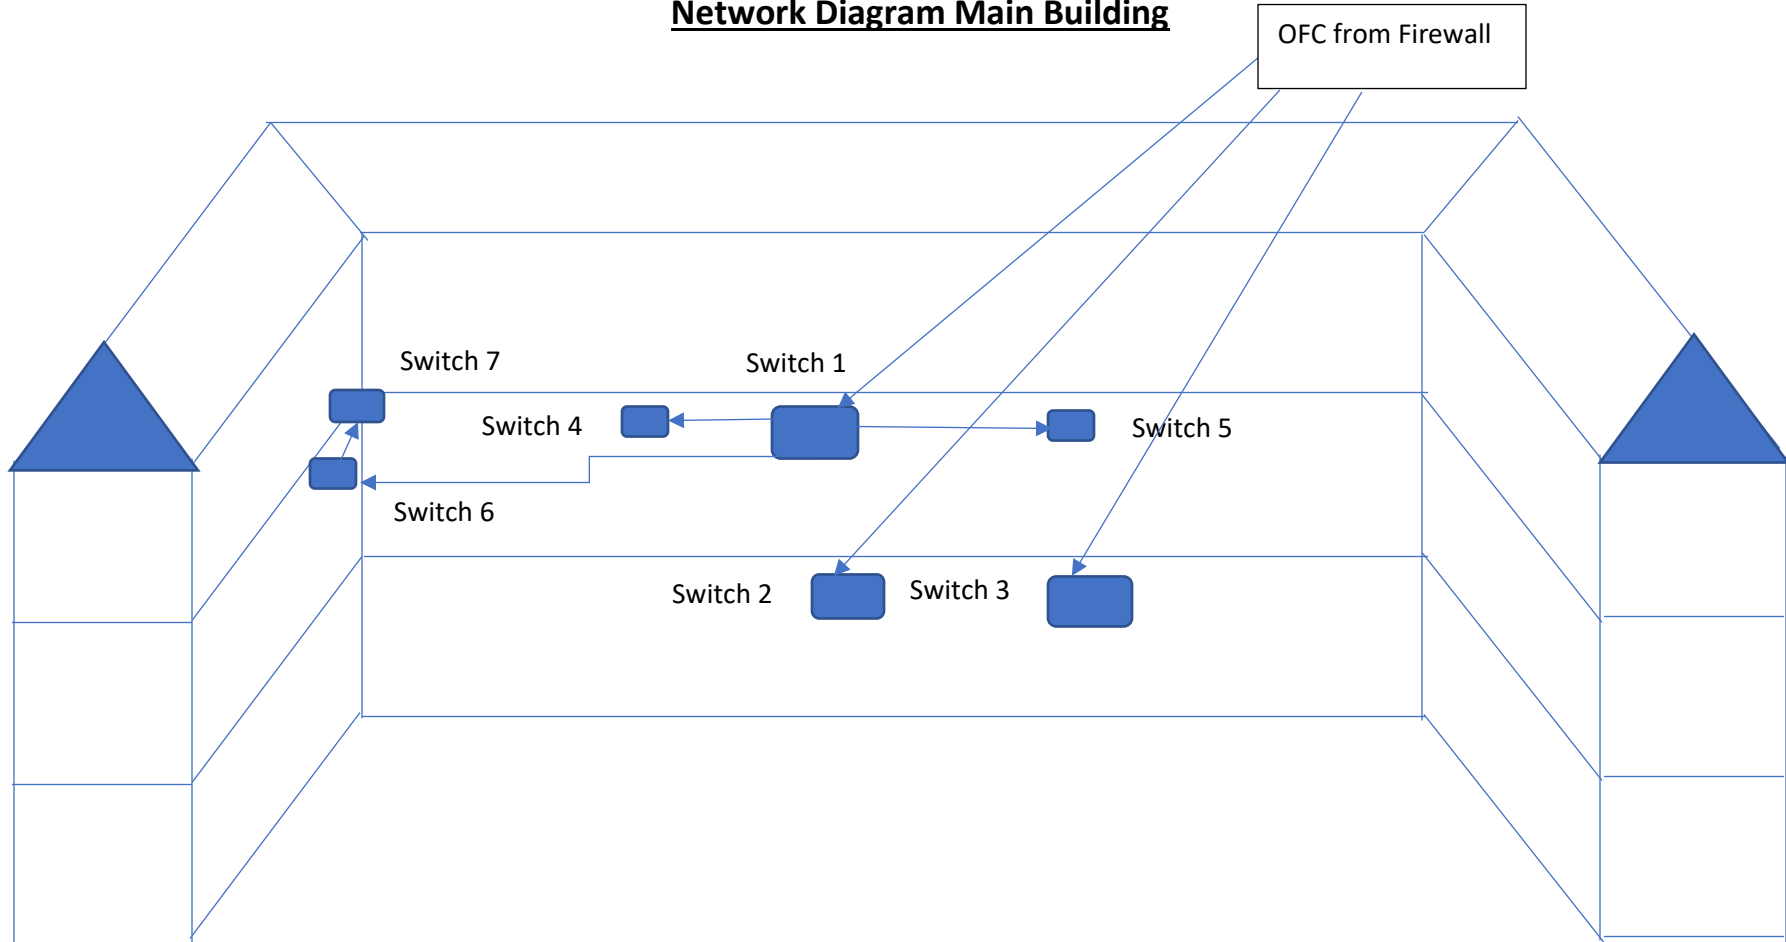 Network Diagram Main Building
OFC from Firewall
Switch 7
Switch 1
Switch 4
Switch 5
Switch 6
Switch 2
Switch 3